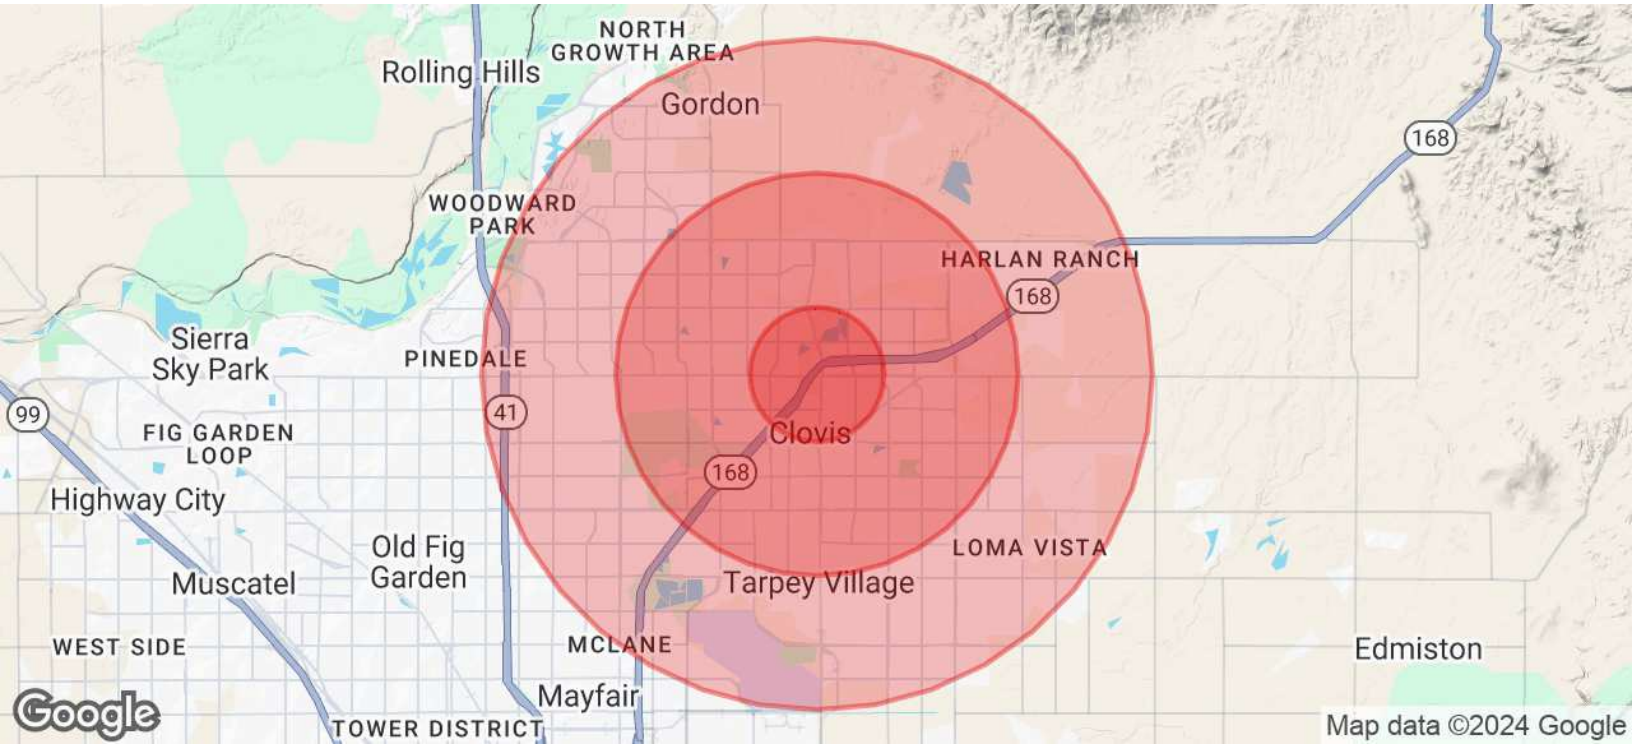 NORTH
GROWTH AREA
Rolling Hills
Gordon
168
WOODWARD
PARK
HARLAN RANCH
168
Sierra
Sky Park
PINEDALE
99
41
FIG GARDEN
LOOP
Clovis
168
Highway City
Old Fig
Garden
LOMA VISTA
Muscatel
Tarpey Village
WEST SIDE
MCLANE
Edmiston
Mayfair
Google
TOWER DISTRICT
Map data ©2024 Google